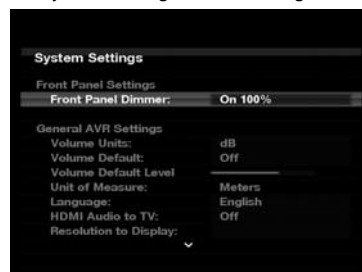 System Settings
Front Panel Settings
Front Panel Dimmer: On 100%
General AVR Settings
Volume Units: dB
Volume Default: Off
Volume Default Level
Unit of Measure: Meters
Language: English
HDMI Audio to TV: Off
Resolution to Display: